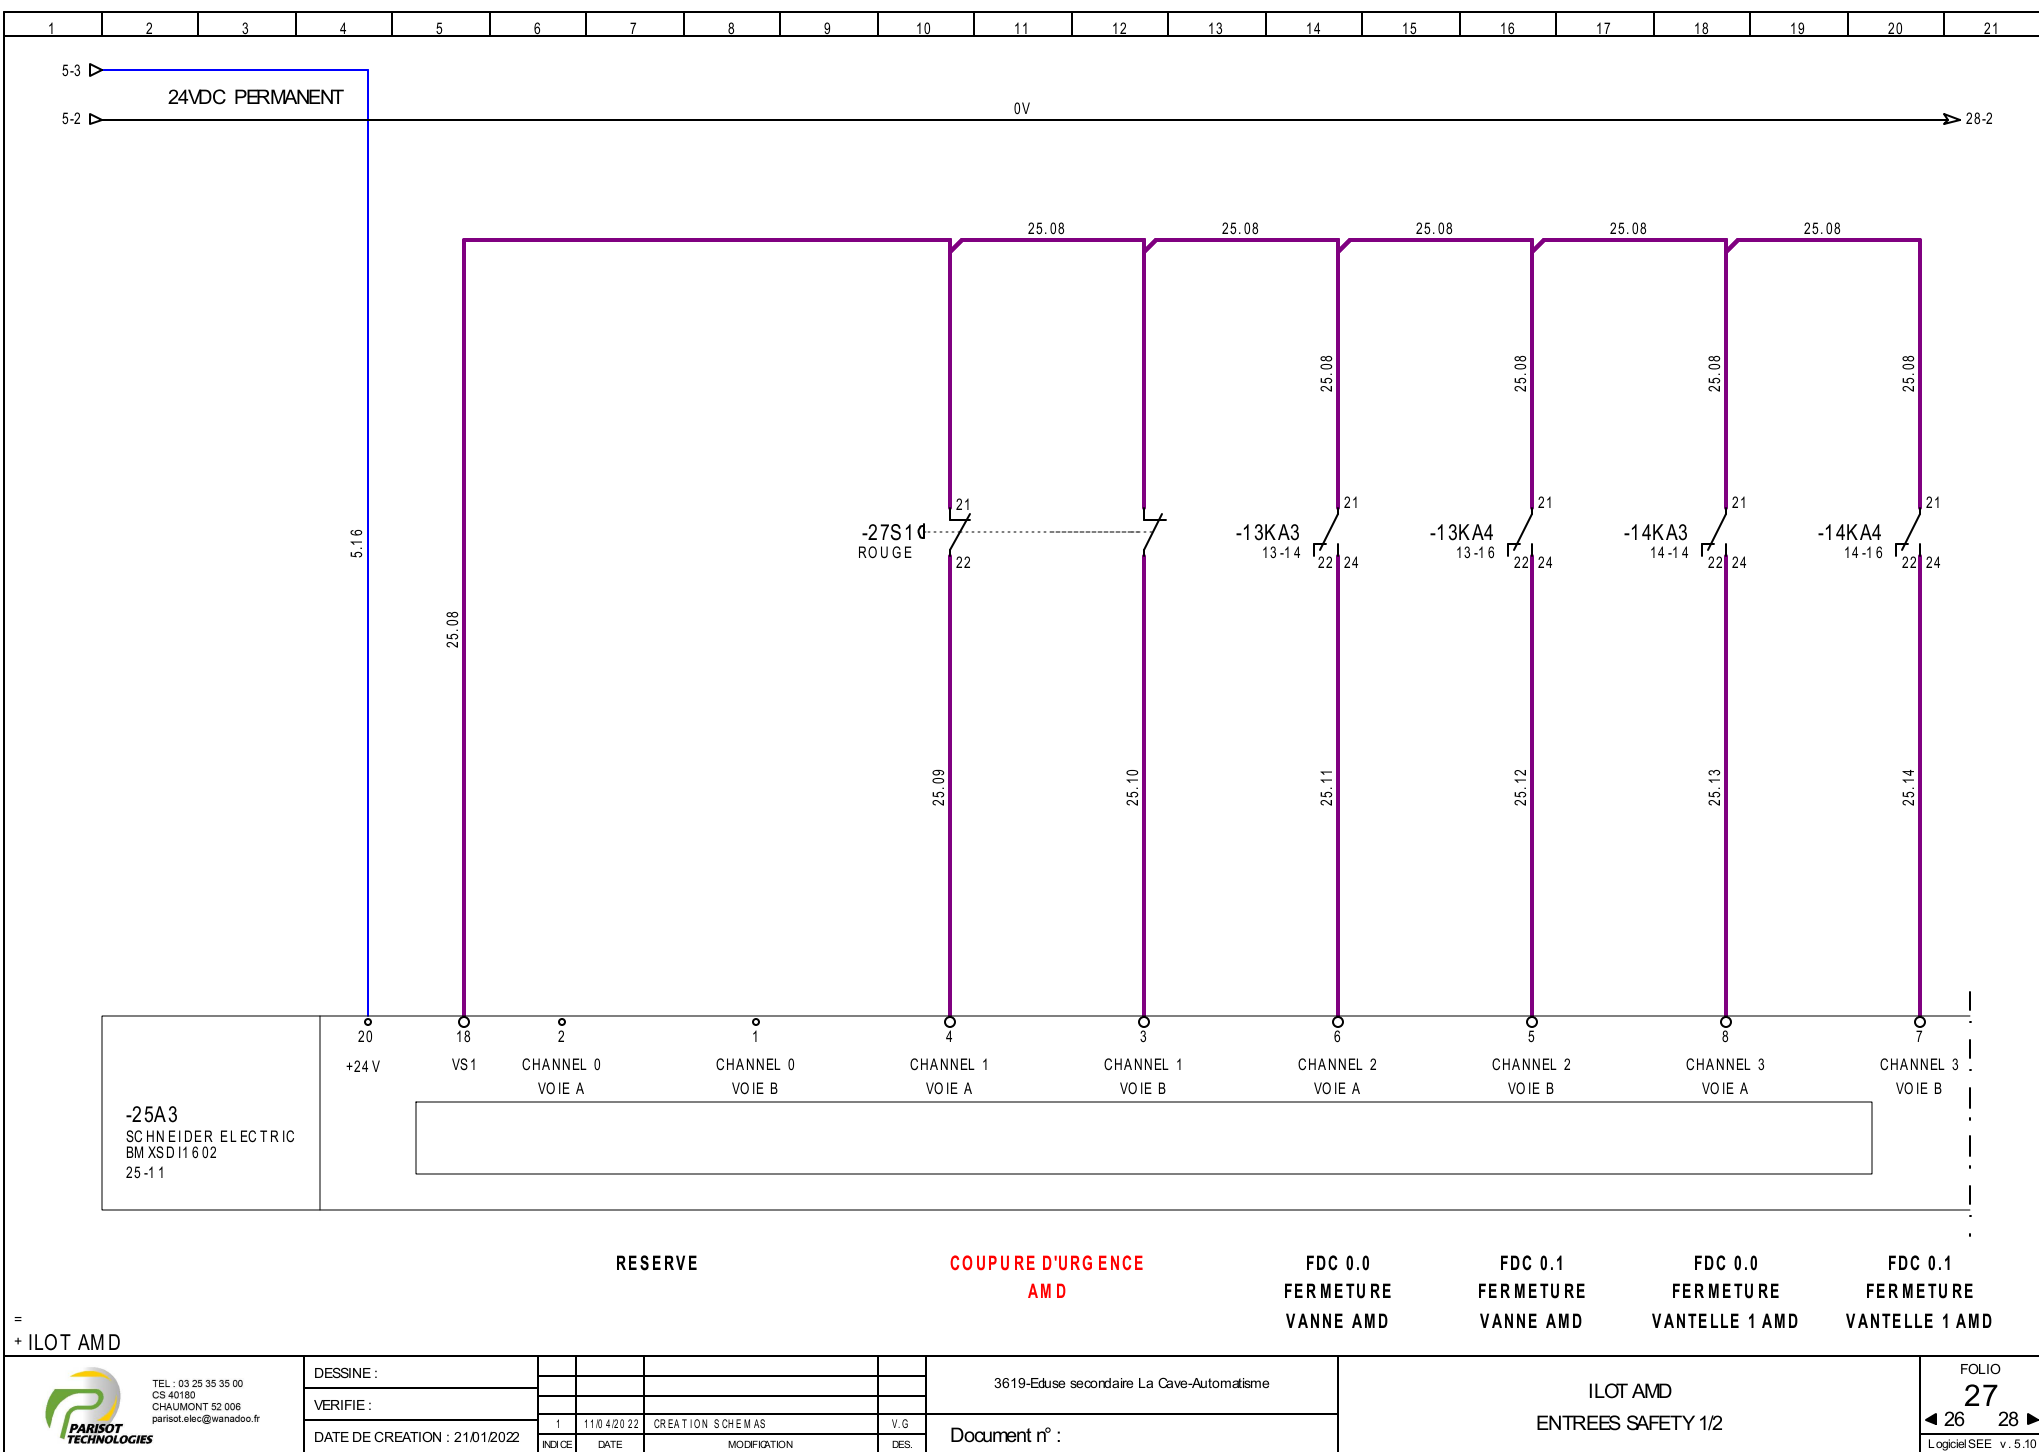 1 2 3 4 5 6 7 8 9 10 11 12 13 14 15 16 17 18 19 20 21
5-3
24VDC PERMANENT
5-2
0V
28-2
25.08 25.08 25.08 25.08 25.08
25.08 25.08 25.08 25.08
21 21 21 21 21
-27S1 -13KA3 -13KA4 -14KA3 -14KA4
ROUGE 13-14 13-16 14-14 14-16
22 22 24 22 24 22 24 22 24
5.16
25.08
25.09 25.10 25.11 25.12 25.13 25.14
20 18 2 1 4 3 6 5 8 7
+24V VS1 CHANNEL 0 CHANNEL 0 CHANNEL 1 CHANNEL 1 CHANNEL 2 CHANNEL 2 CHANNEL 3 CHANNEL 3
VOIE A VOIE B VOIE A VOIE B VOIE A VOIE B VOIE A VOIE B
-25A3
SCHNEIDER ELECTRIC
BMXSDI1602
25-11
RESERVE COUPURE D'URGENCE FDC 0.0 FDC 0.1 FDC 0.0 FDC 0.1
AMD FERMETURE FERMETURE FERMETURE FERMETURE
VANNE AMD VANNE AMD VANTELLE 1 AMD VANTELLE 1 AMD
=
+ ILOT AMD
PARISOT
TECHNOLOGIES
TEL : 03 25 35 35 00
CS 40180
CHAUMONT 52 006
parisot.elec@wanadoo.fr
DESSINE :
VERIFIE :
DATE DE CREATION : 21/01/2022
1 11/04/2022 CREATION SCHEMAS V.G
INDICE DATE MODIFICATION DES.
3619-Ecluse secondaire La Cave-Automatisme
Document n° :
ILOT AMD
ENTREES SAFETY 1/2
FOLIO
27
26 28
Logiciel SEE v. 5.10